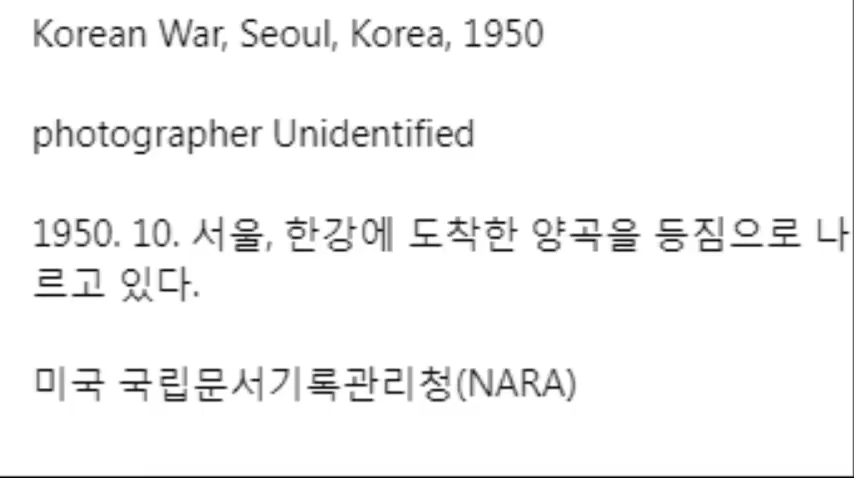 Korean War, Seoul, Korea, 1950
photographer Unidentified
1950. 10. 서울, 한강에 도착한 양곡을 등짐으로 나
르고 있다.
미국 국립문서기록관리청(NARA)